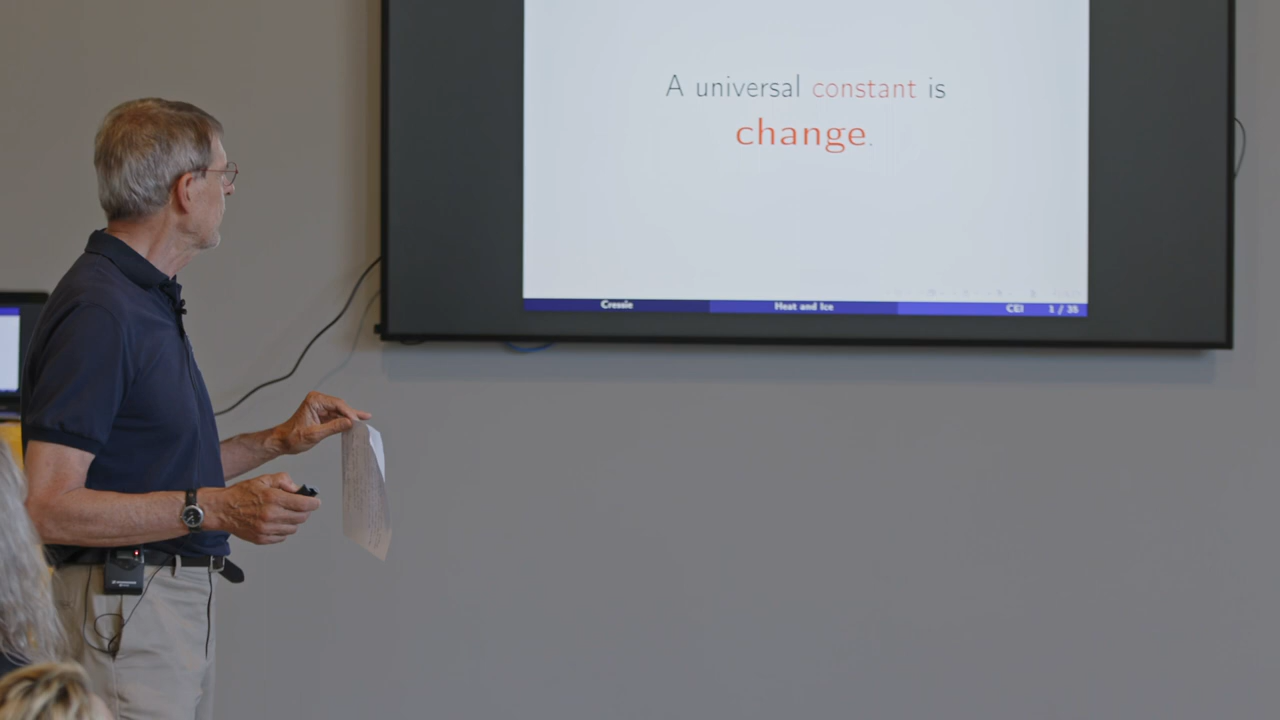 A universal constant is
change.
Cressie
Heat and Ice
CEI
1 / 35